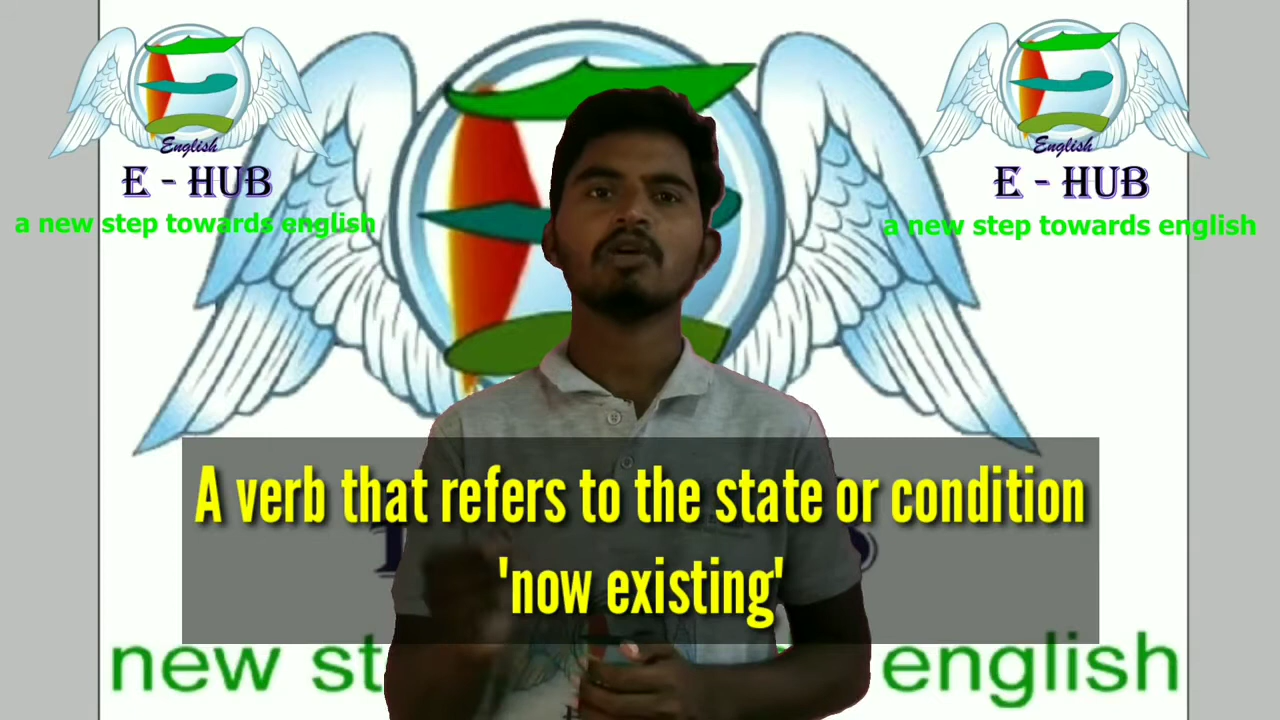 English
E - HUB
a new step towards english
English
E - HUB
a new step towards english
A verb that refers to the state or condition
'now existing'
new st
english